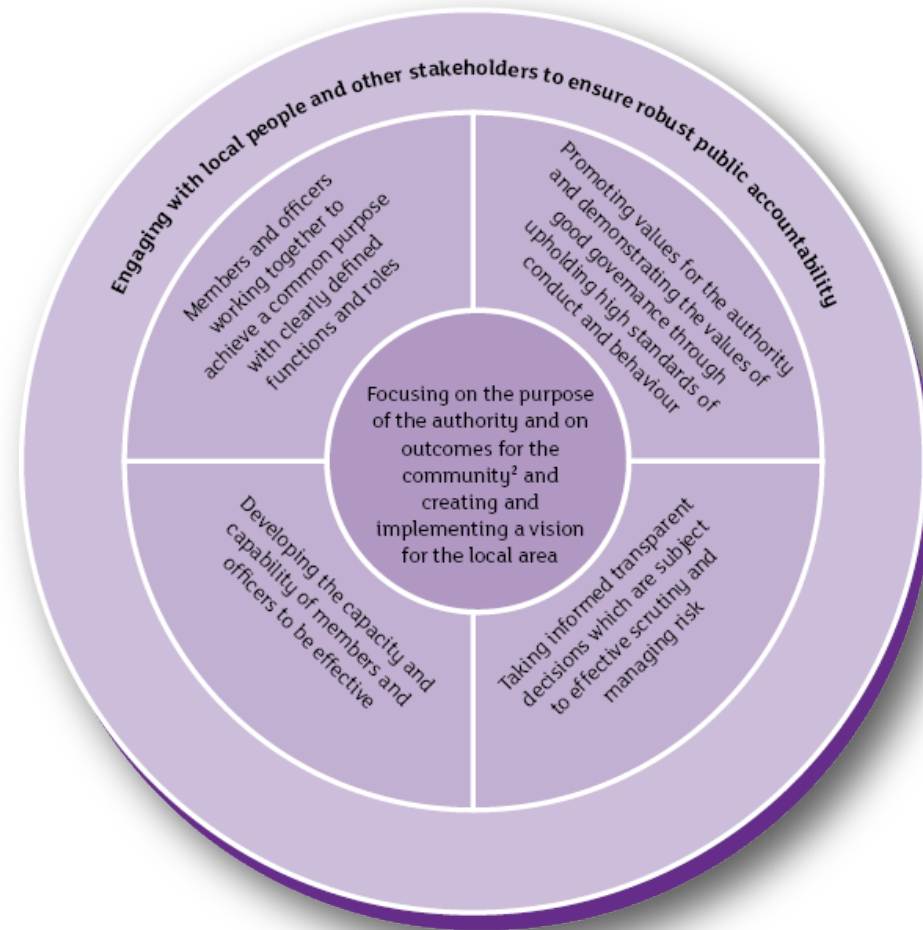 Engaging with local people and other stakeholders to ensure robust public accountability
Members and officers
working together to
achieve a common purpose
with clearly defined
functions and roles
Promoting values for the authority
and demonstrating the values of
good governance through
upholding high standards of
conduct and behaviour
Focusing on the purpose
of the authority and on
outcomes for the
community² and
creating and
implementing a vision
for the local area
Developing the capacity and
capability of members and
officers to be effective
Taking informed transparent
decisions which are subject
to effective scrutiny and
managing risk